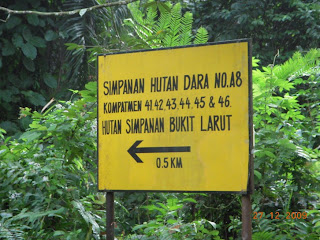 SIMPANAN HUTAN DARA NO.A8
KOMPATMEN 41.42.43.44.45 & 46.
HUTAN SIMPANAN BUKIT LARUT
0.5 KM
27 12 2009